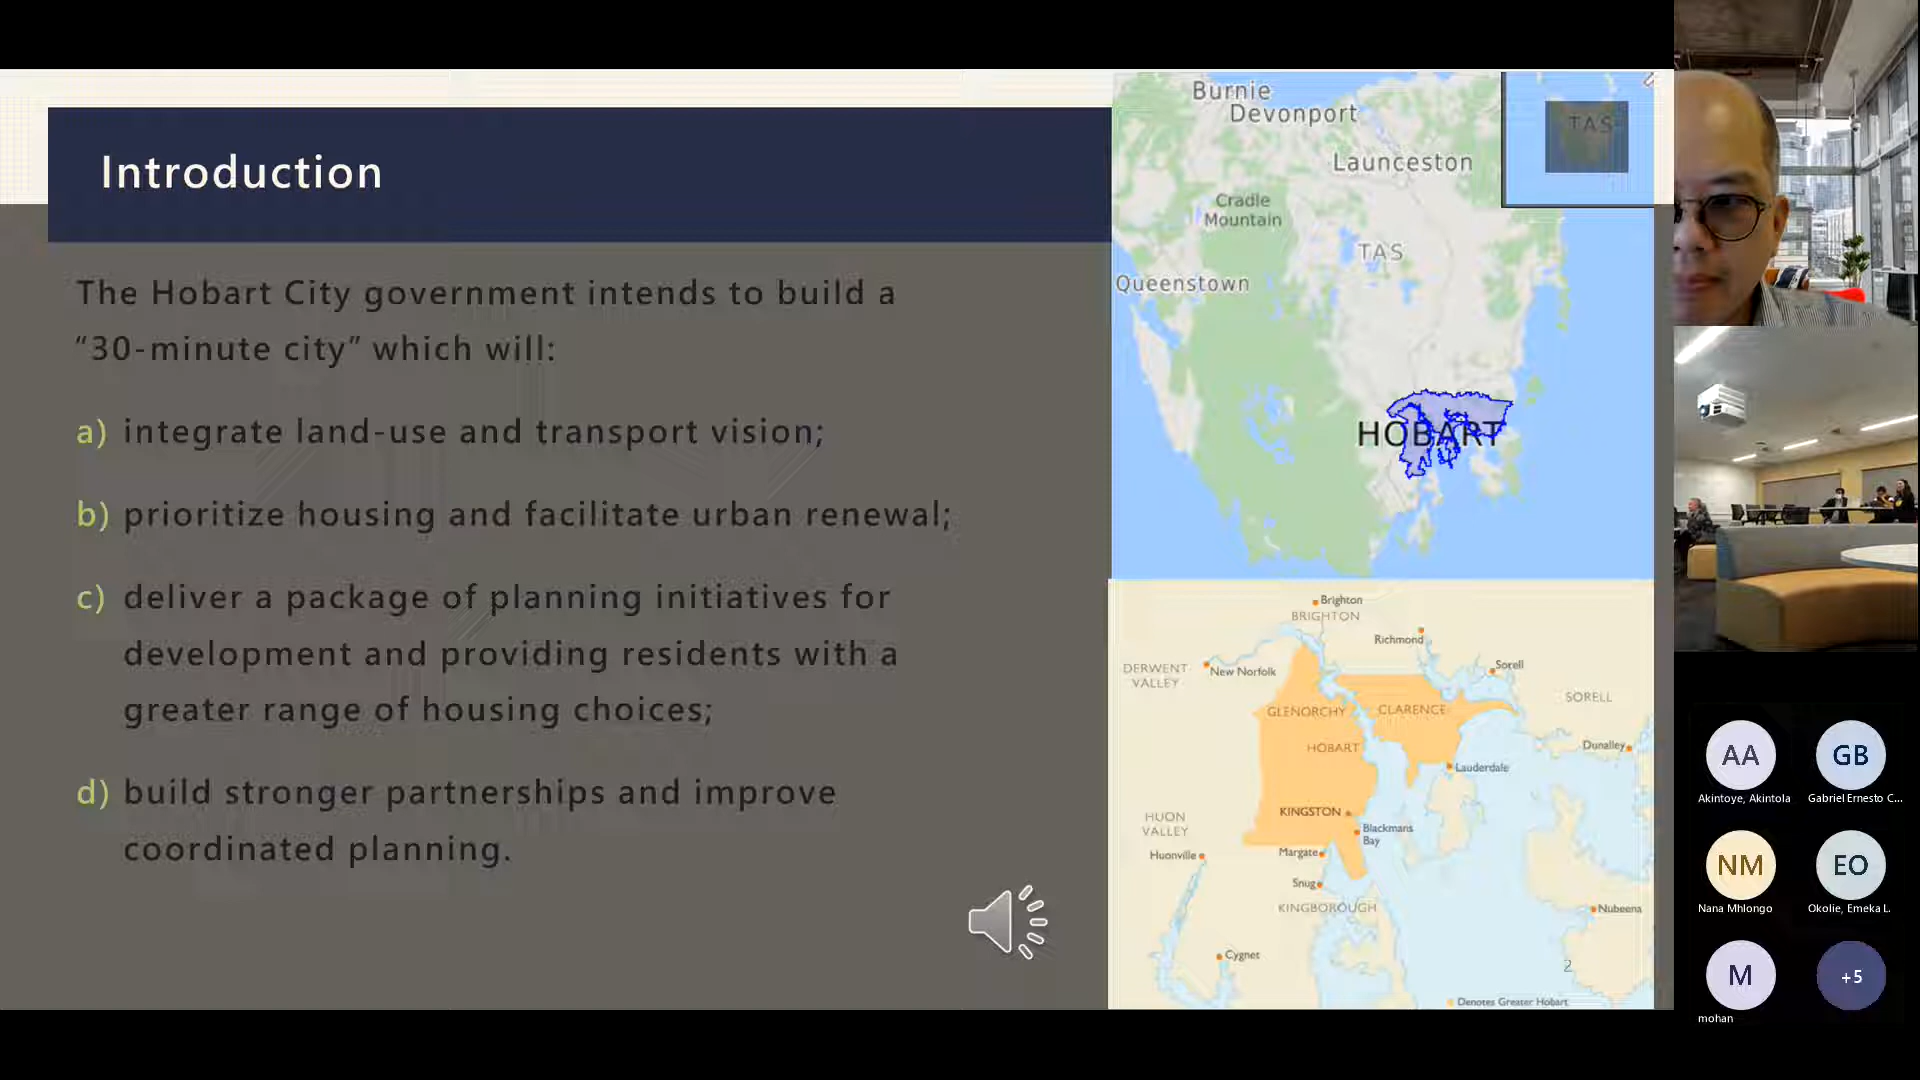 Introduction
The Hobart City government intends to build a
“30-minute city” which will:
a) integrate land-use and transport vision;
b) prioritize housing and facilitate urban renewal;
c) deliver a package of planning initiatives for
development and providing residents with a
greater range of housing choices;
d) build stronger partnerships and improve
coordinated planning.
Burnie
Devonport
Launceston
Cradle
Mountain
TAS
Queenstown
HOBART
TAS
Brighton
BRIGHTON
Richmond
DERWENT
VALLEY
New Norfolk
Sorell
SORELL
GLENORCHY
CLARENCE
HOBART
Dunalley
Lauderdale
KINGSTON
HUON
VALLEY
Blackmans
Bay
Huonville
Margate
Snug
KINGBOROUGH
Nubeena
Cygnet
2
Denotes Greater Hobart
AA
GB
Akintoye, Akintola
Gabriel Ernesto C...
NM
EO
Nana Mhlongo
Okolie, Emeka L.
M
+5
mohan